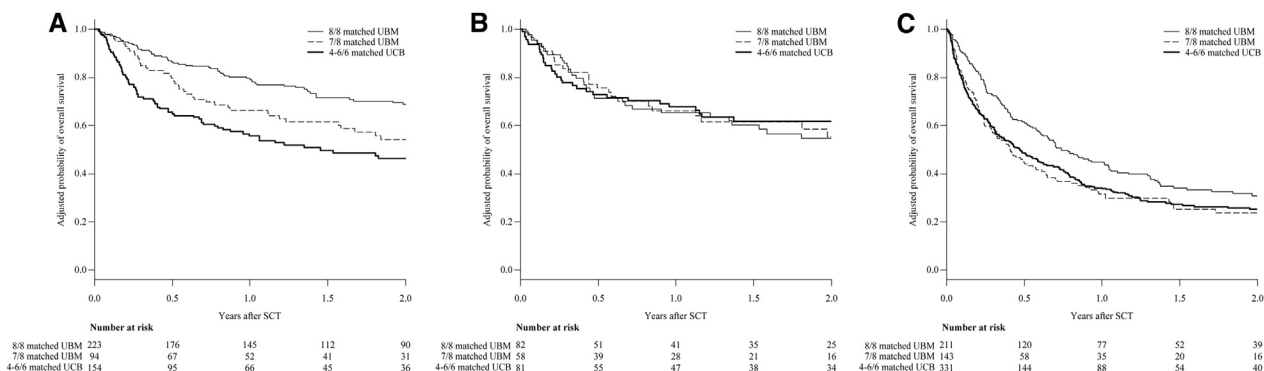 A
8/8 matched UBM
7/8 matched UBM
4-6/6 matched UCB
Adjusted probability of overall survival
1.0
0.8
0.6
0.4
0.2
0.0
0.0 0.5 1.0 1.5 2.0
Years after SCT
Number at risk
8/8 matched UBM 223 176 145 112 90
7/8 matched UBM 94 67 52 41 31
4-6/6 matched UCB 154 95 66 45 36
B
8/8 matched UBM
7/8 matched UBM
4-6/6 matched UCB
Adjusted probability of overall survival
1.0
0.8
0.6
0.4
0.2
0.0
0.0 0.5 1.0 1.5 2.0
Years after SCT
Number at risk
8/8 matched UBM 82 51 41 35 25
7/8 matched UBM 58 39 28 21 16
4-6/6 matched UCB 81 55 47 38 34
C
8/8 matched UBM
7/8 matched UBM
4-6/6 matched UCB
Adjusted probability of overall survival
1.0
0.8
0.6
0.4
0.2
0.0
0.0 0.5 1.0 1.5 2.0
Years after SCT
Number at risk
8/8 matched UBM 211 120 77 52 39
7/8 matched UBM 143 58 35 20 16
4-6/6 matched UCB 331 144 88 54 40